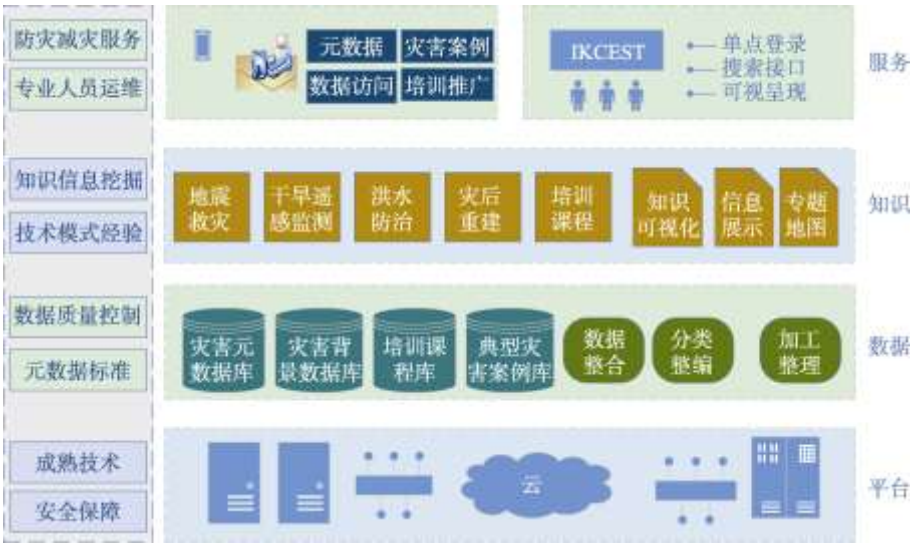 防灾减灾服务
专业人员运维
元数据
灾害案例
数据访问
培训推广
IKCEST
单点登录
搜索接口
可视呈现
服务
知识信息挖掘
技术模式经验
地震
救灾
干旱遥
感监测
洪水
防治
灾后
重建
培训
课程
知识
可视化
信息
展示
专题
地图
知识
数据质量控制
元数据标准
灾害元
数据库
灾害背
景数据库
培训课
程库
典型灾
害案例库
数据
整合
分类
整编
加工
整理
数据
成熟技术
安全保障
云
平台